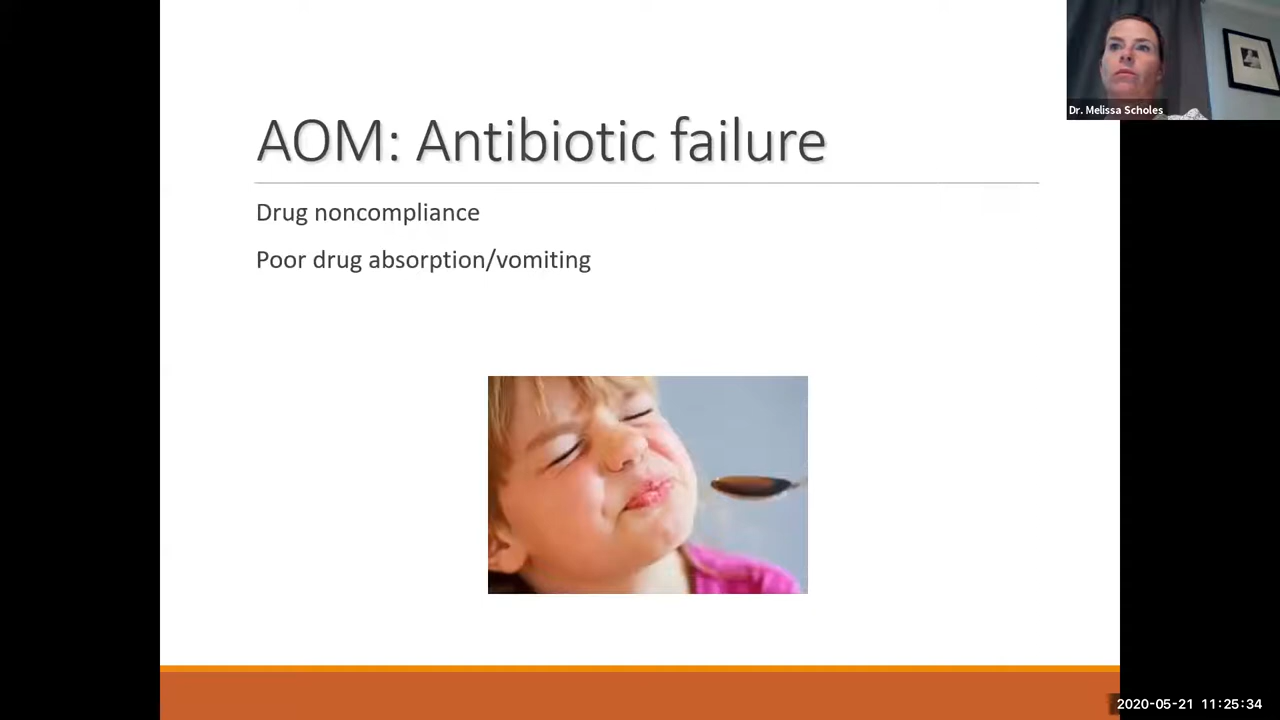 AOM: Antibiotic failure
Drug noncompliance
Poor drug absorption/vomiting
Dr. Melissa Scholes
2020-05-21 11:25:34